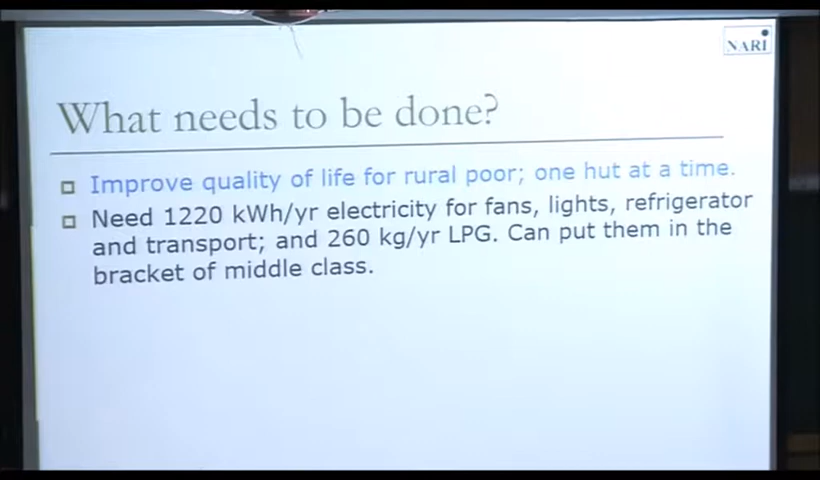 NARI
What needs to be done?
Improve quality of life for rural poor; one hut at a time.
Need 1220 kWh/yr electricity for fans, lights, refrigerator
and transport; and 260 kg/yr LPG. Can put them in the
bracket of middle class.